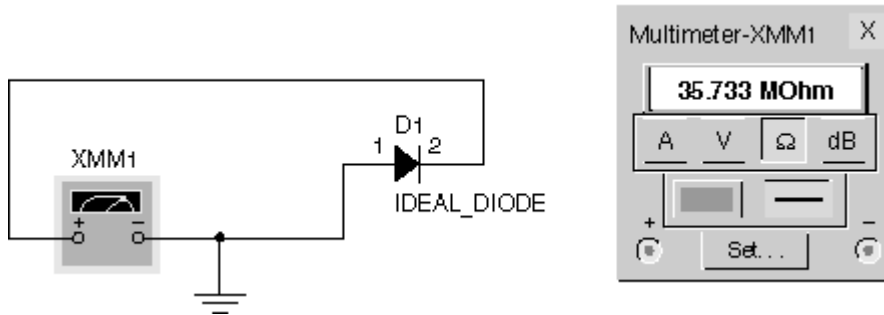 XMM1
+ −
D1
1 2
IDEAL_DIODE
Multimeter-XMM1 X
35.733 MOhm
A V Ω dB
+ −
Set. . .